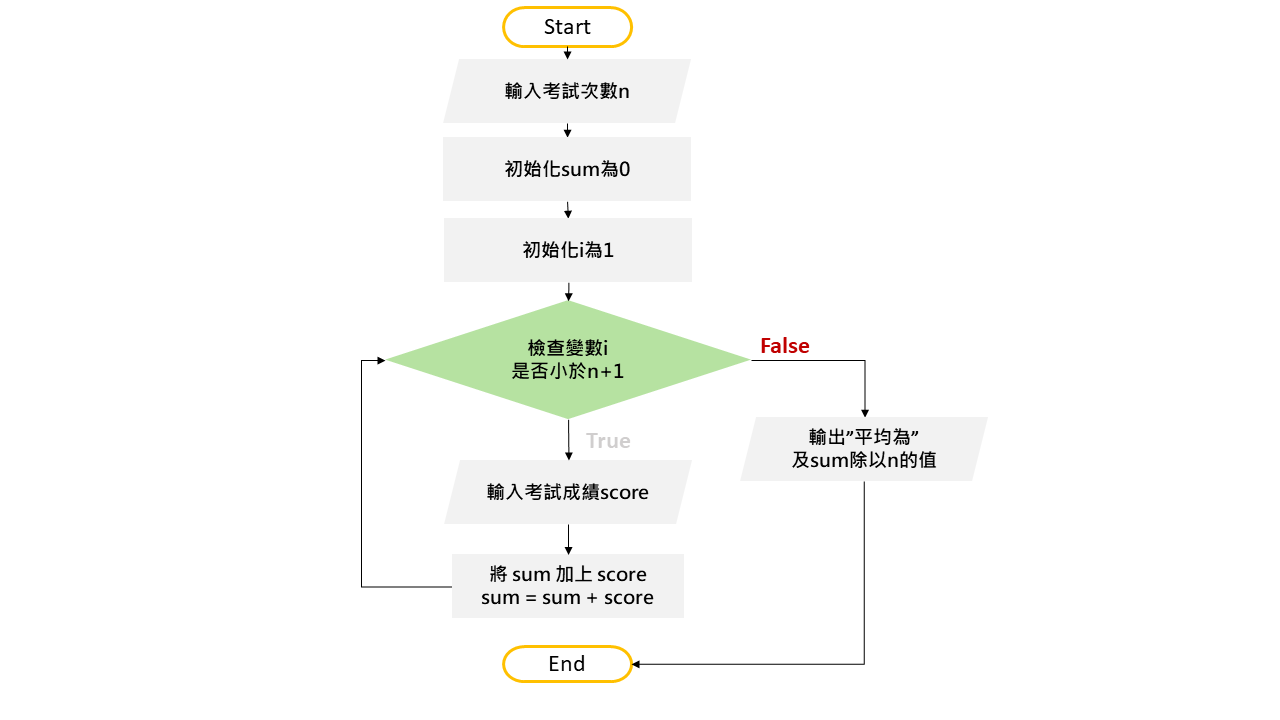 Start
輸入考試次數n
初始化sum為0
初始化i為1
檢查變數i
是否小於n+1
False
True
輸出”平均為”
及sum除以n的值
輸入考試成績score
將 sum 加上 score
sum = sum + score
End